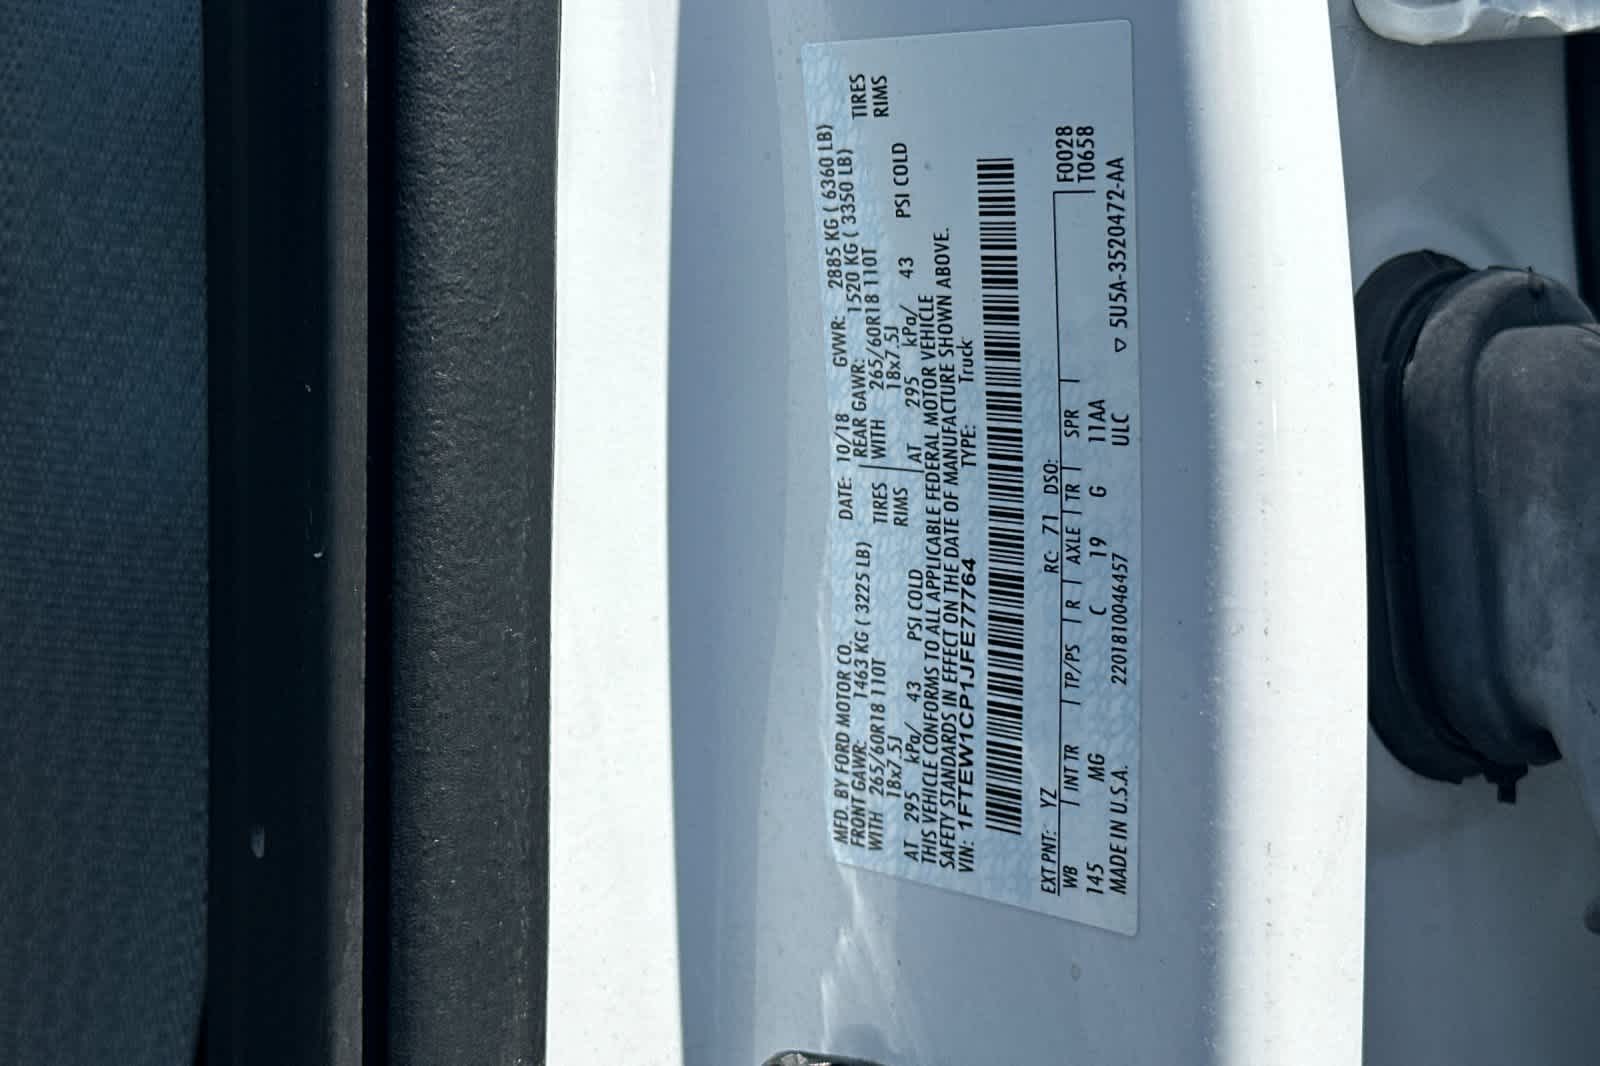 MFD. BY FORD MOTOR CO. DATE: 10/18 GVWR: 2885 KG ( 6360 LB)
FRONT GAWR: 1463 KG ( 3225 LB) REAR GAWR: 1520 KG ( 3350 LB)
WITH 265/60R18 110T TIRES WITH 265/60R18 110T TIRES
18x7.5J RIMS 18x7.5J RIMS
AT 295 kPa/ 43 PSI COLD AT 295 kPa/ 43 PSI COLD
THIS VEHICLE CONFORMS TO ALL APPLICABLE FEDERAL MOTOR VEHICLE
SAFETY STANDARDS IN EFFECT ON THE DATE OF MANUFACTURE SHOWN ABOVE.
VIN: 1FTEW1CP1JFE77764 TYPE: Truck
EXT PNT: YZ RC: 71 DSO: F0028
WB INT TR TP/PS R AXLE TR SPR T0658
145 MG C 19 G 11AA
MADE IN U.S.A. 220181004 6457 ULC ▽ 5U5A-3520472-AA